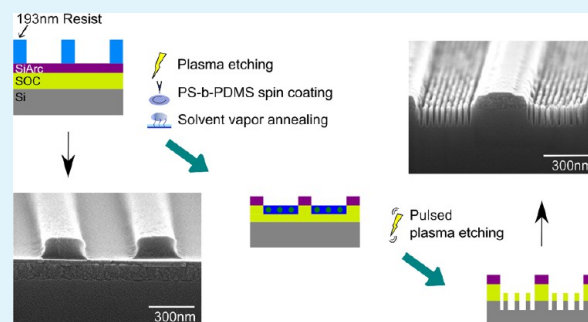 193nm Resist
SiArc
SOC
Si
Plasma etching
PS-b-PDMS spin coating
Solvent vapor annealing
300nm
300nm
Pulsed
plasma etching